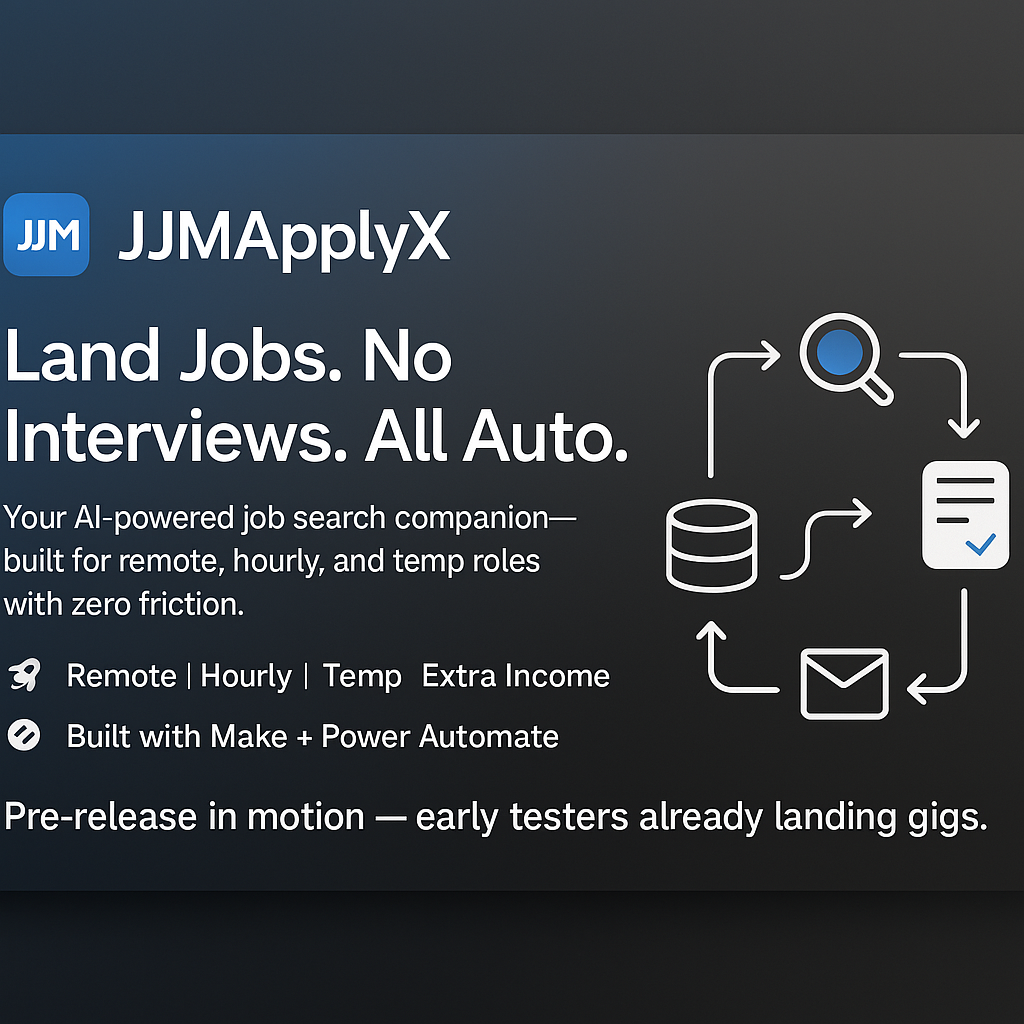 JJM JJMApplyX
Land Jobs. No
Interviews. All Auto.
Your AI-powered job search companion—
built for remote, hourly, and temp roles
with zero friction.
Remote | Hourly | Temp Extra Income
Built with Make + Power Automate
Pre-release in motion — early testers already landing gigs.